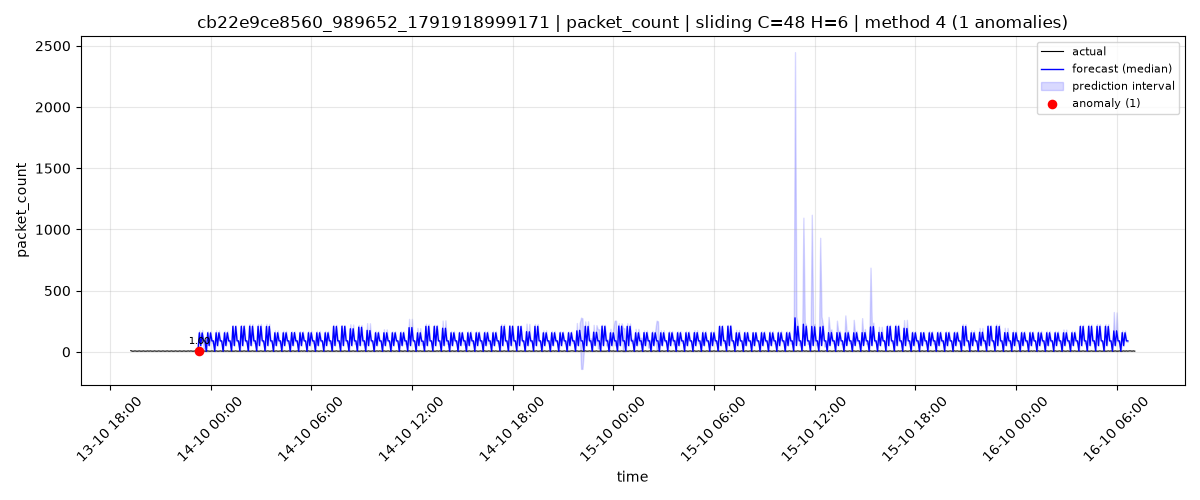 cb22e9ce8560_989652_1791918999171 | packet_count | sliding C=48 H=6 | method 4 (1 anomalies)
actual
forecast (median)
prediction interval
anomaly (1)
packet_count
2500
2000
1500
1000
500
0
13-10 18:00
14-10 00:00
14-10 06:00
14-10 12:00
14-10 18:00
15-10 00:00
15-10 06:00
15-10 12:00
15-10 18:00
16-10 00:00
16-10 06:00
time